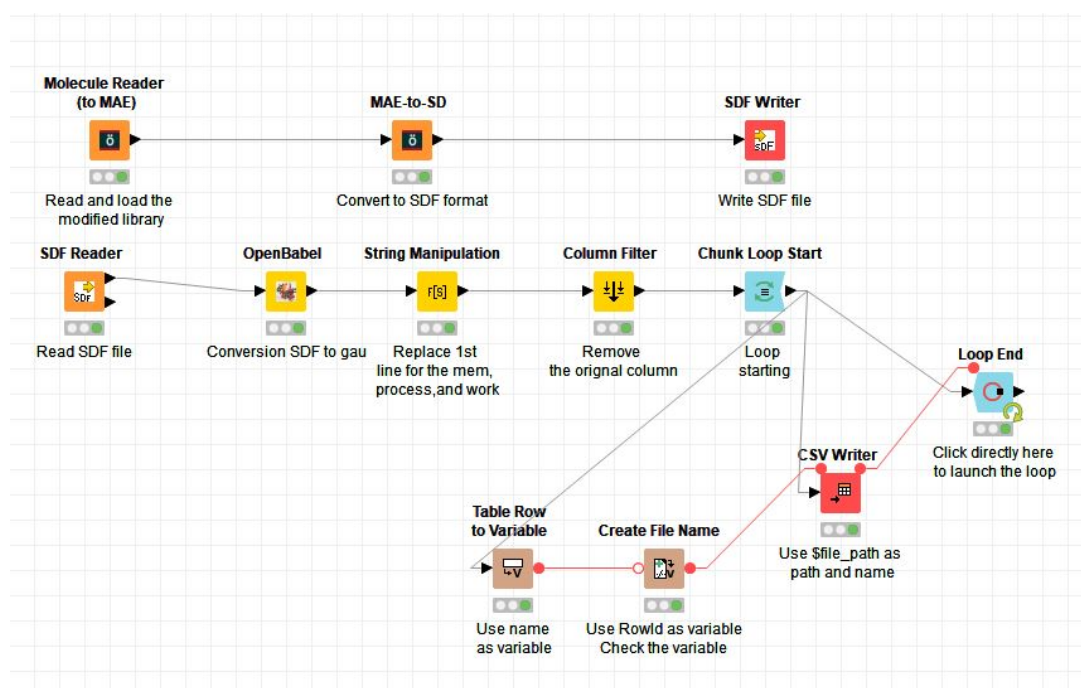 Molecule Reader
(to MAE)
MAE-to-SD
SDF Writer
SDF
Read and load the
modified library
Convert to SDF format
Write SDF file
SDF Reader
OpenBabel
String Manipulation
Column Filter
Chunk Loop Start
SDF
f[s]
Read SDF file
Conversion SDF to gau
Replace 1st
line for the mem,
process,and work
Remove
the orignal column
Loop
starting
Loop End
Click directly here
to launch the loop
CSV Writer
Use $file_path as
path and name
Table Row
to Variable
Create File Name
Use name
as variable
Use RowId as variable
Check the variable